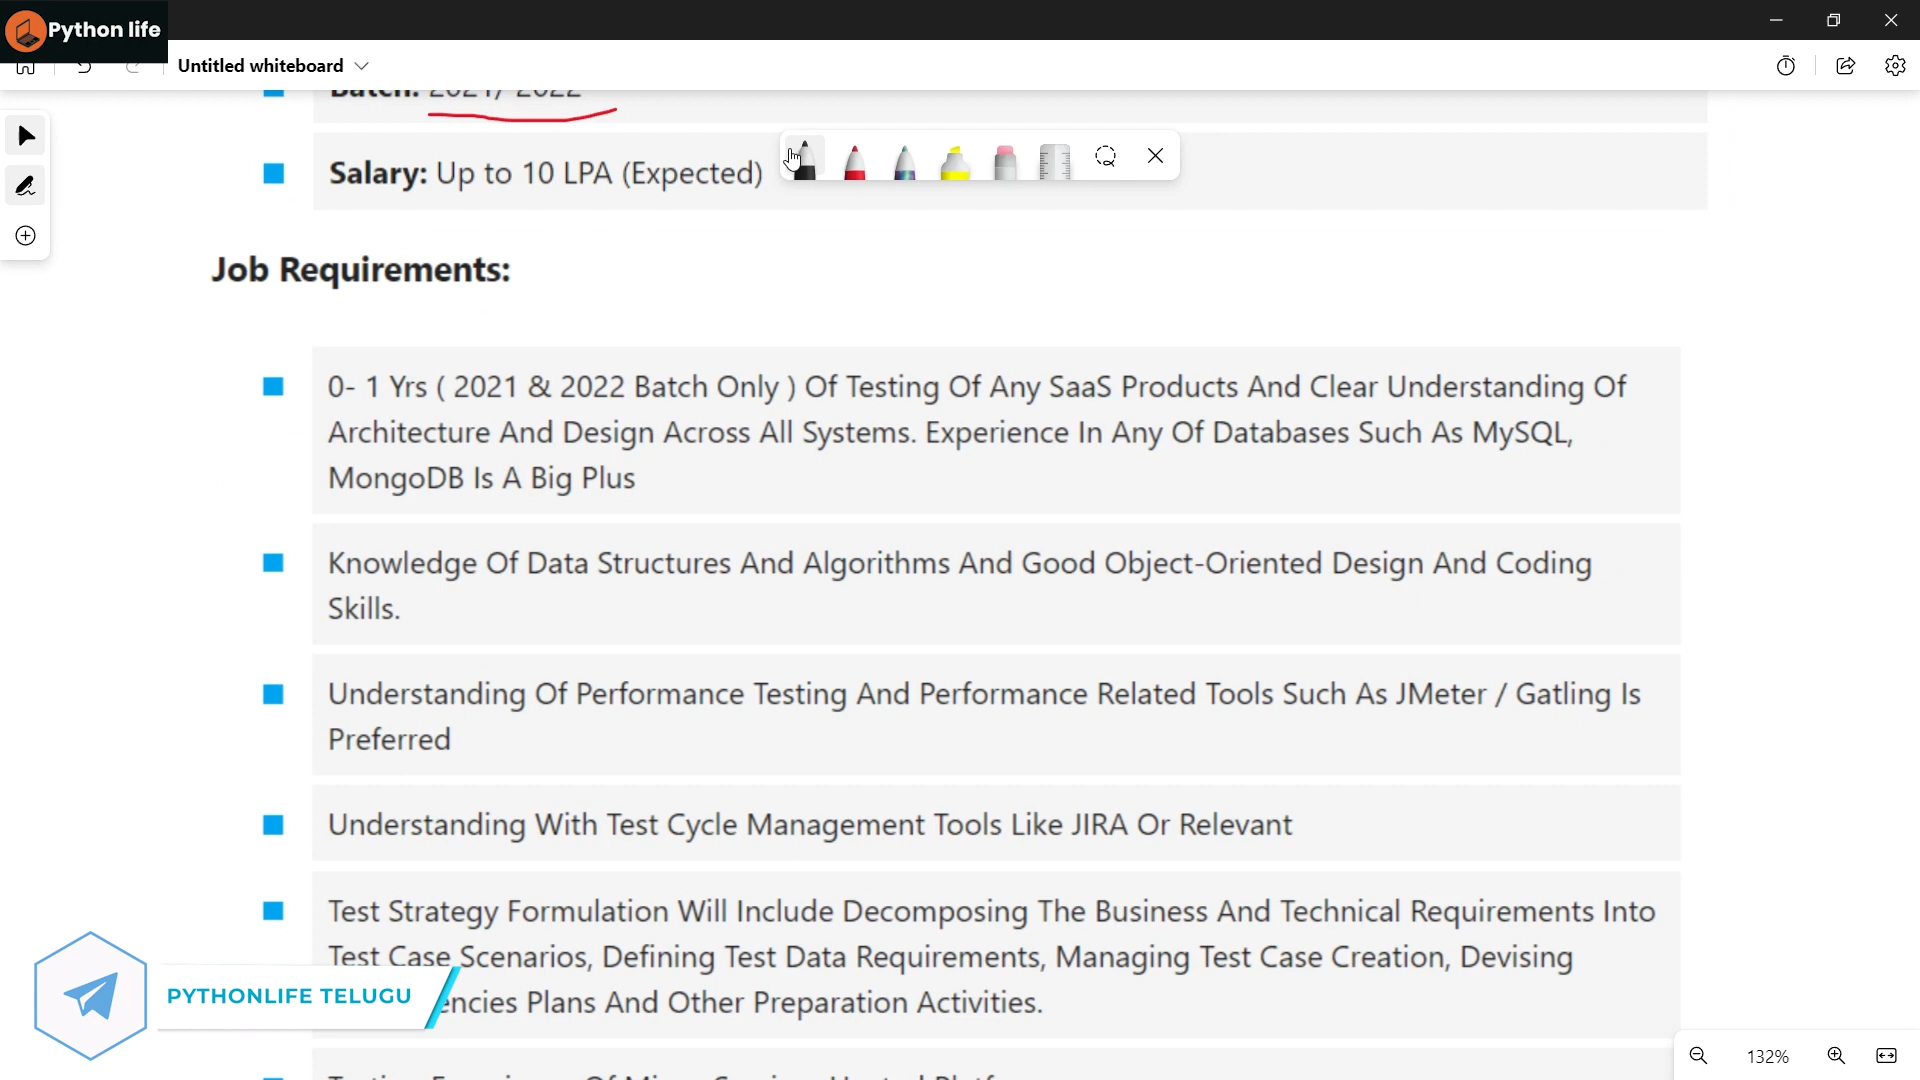 Python life
Untitled whiteboard
Batch: 2021/ 2022
Salary: Up to 10 LPA (Expected)
Job Requirements:
0- 1 Yrs ( 2021 & 2022 Batch Only ) Of Testing Of Any SaaS Products And Clear Understanding Of
Architecture And Design Across All Systems. Experience In Any Of Databases Such As MySQL,
MongoDB Is A Big Plus
Knowledge Of Data Structures And Algorithms And Good Object-Oriented Design And Coding
Skills.
Understanding Of Performance Testing And Performance Related Tools Such As JMeter / Gatling Is
Preferred
Understanding With Test Cycle Management Tools Like JIRA Or Relevant
Test Strategy Formulation Will Include Decomposing The Business And Technical Requirements Into
Test Case Scenarios, Defining Test Data Requirements, Managing Test Case Creation, Devising
encies Plans And Other Preparation Activities.
PYTHONLIFE TELUGU
132%